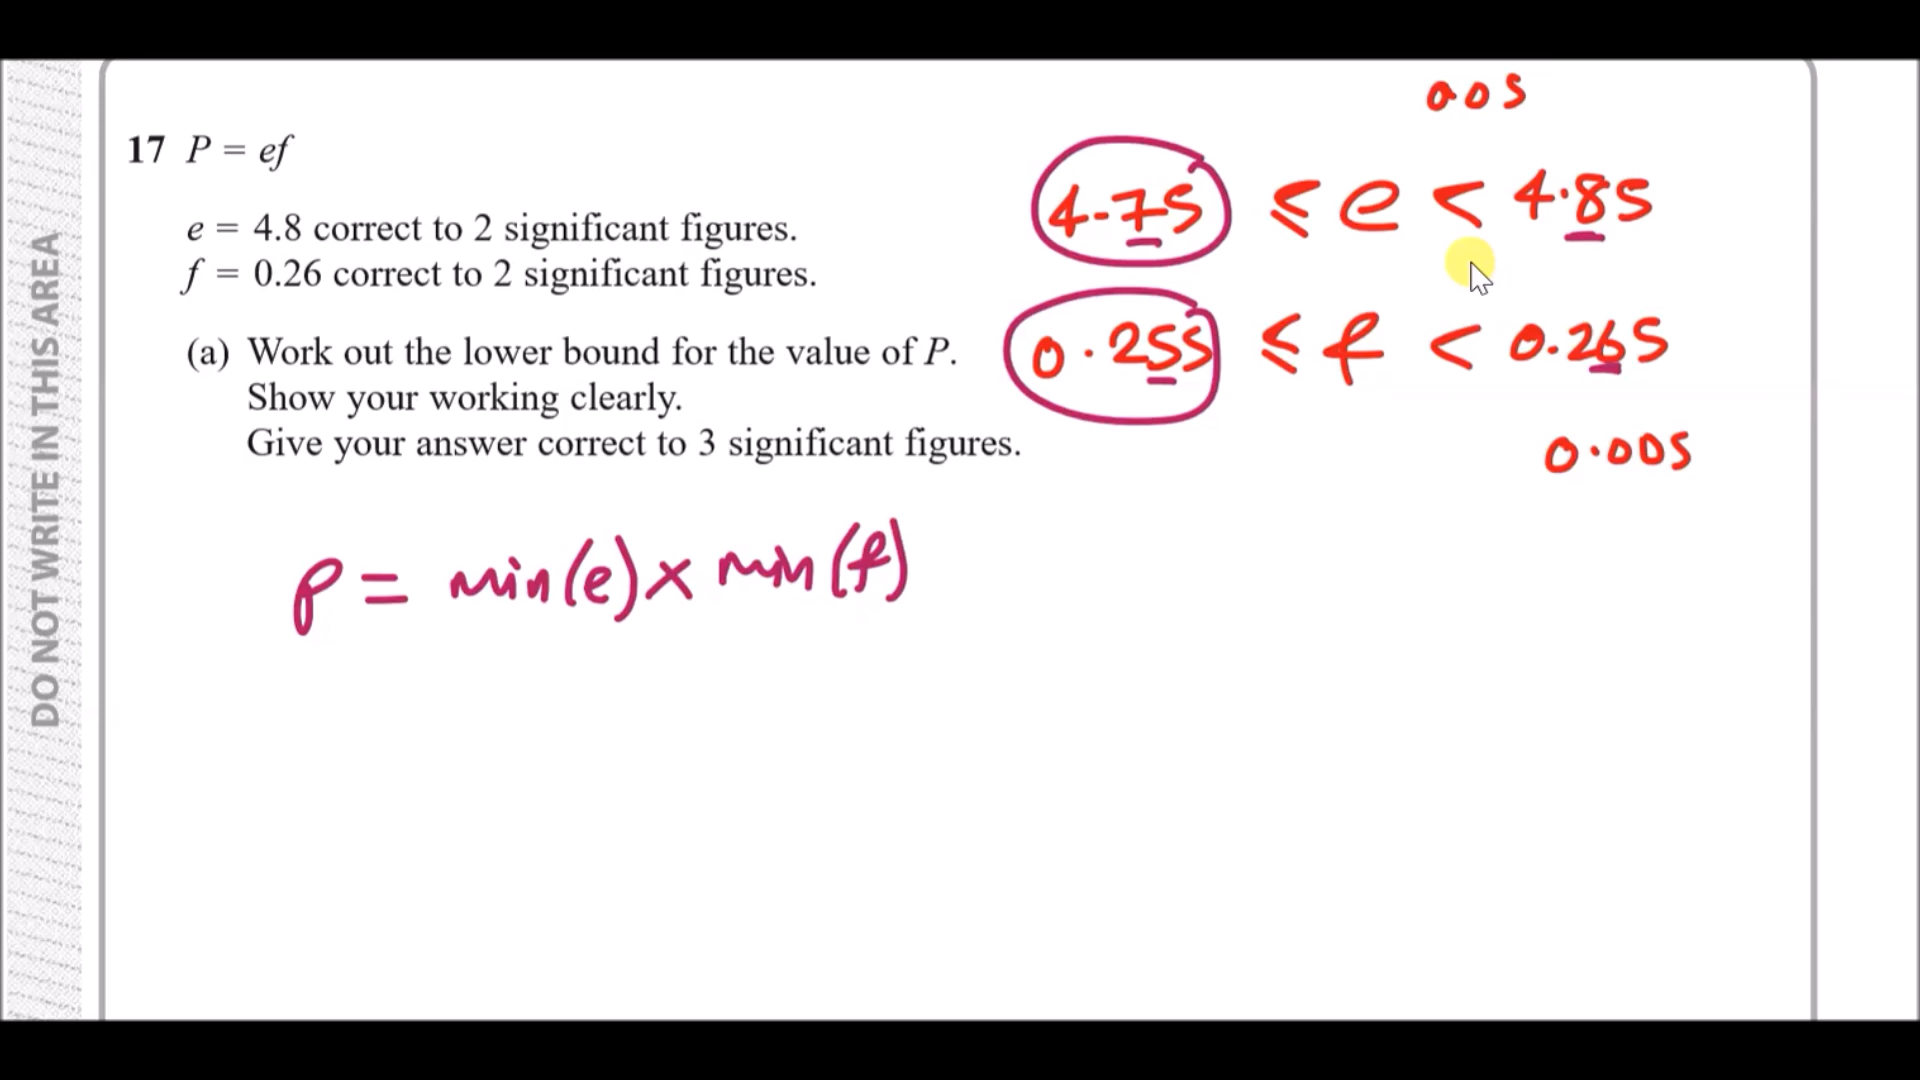 DO NOT WRITE IN THIS AREA
17 P = ef
e = 4.8 correct to 2 significant figures.
f = 0.26 correct to 2 significant figures.
(a) Work out the lower bound for the value of P.
Show your working clearly.
Give your answer correct to 3 significant figures.
0.05
4.75 ≤ e < 4.85
0.255 ≤ f < 0.265
0.005
P = min(e) x min(f)